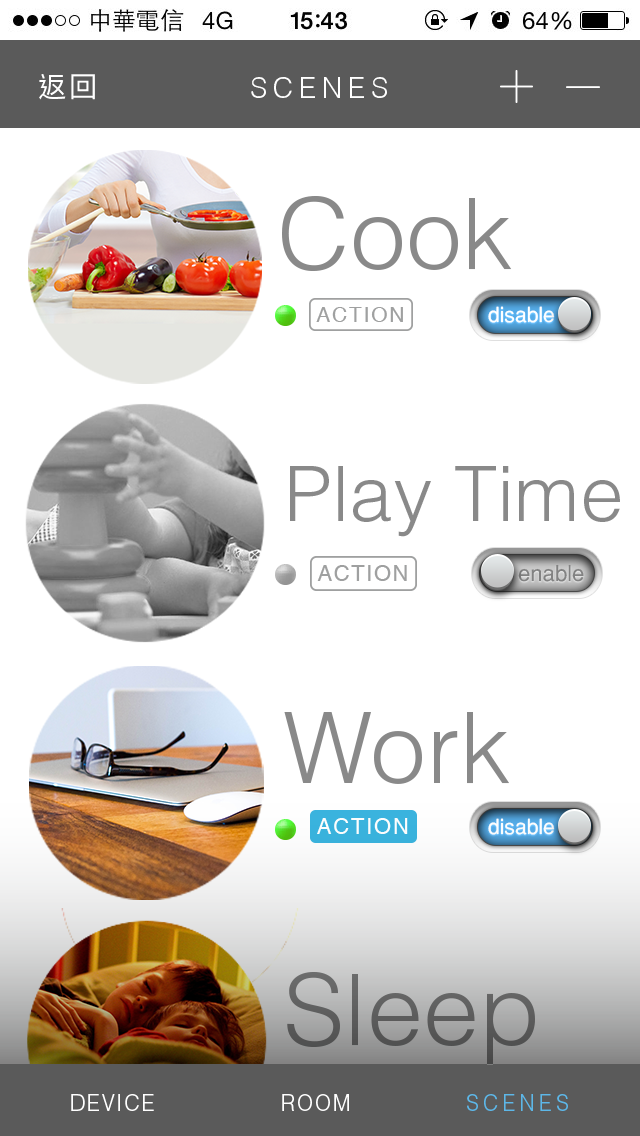 中華電信 4G 15:43 64%
返回 SCENES
Cook
ACTION disable
Play Time
ACTION enable
Work
ACTION disable
Sleep
DEVICE ROOM SCENES